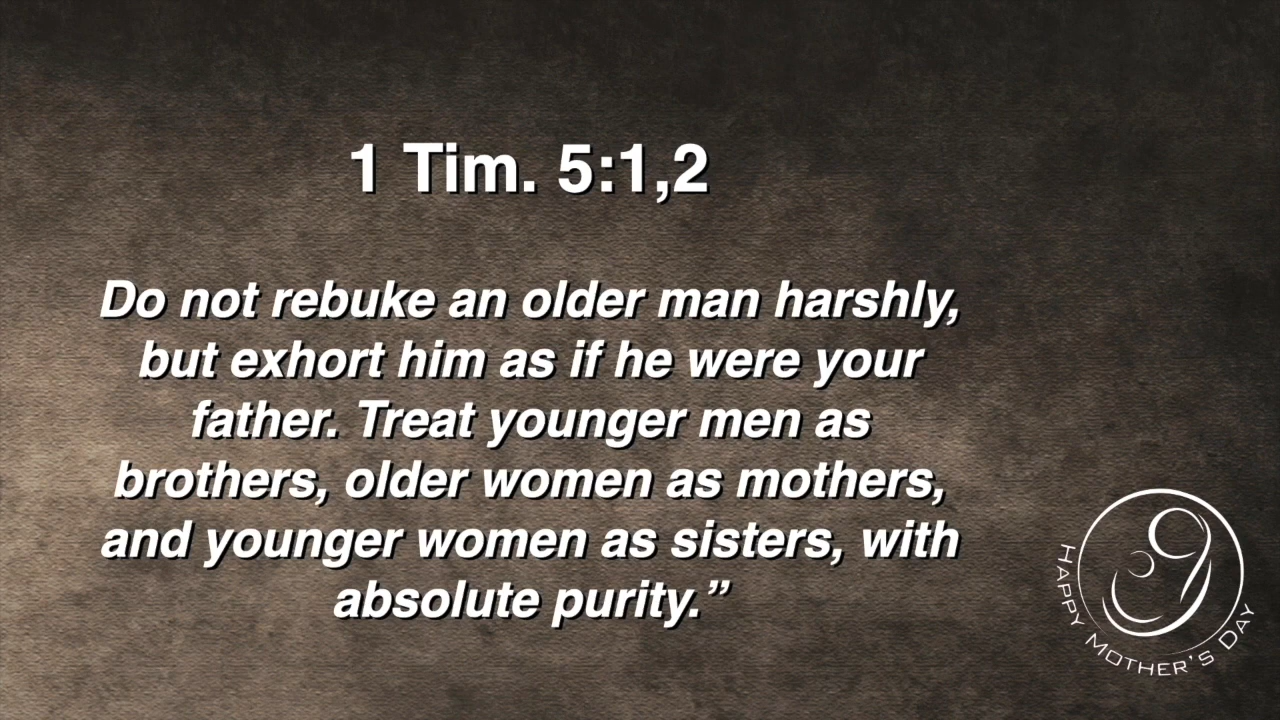 1 Tim. 5:1,2
Do not rebuke an older man harshly,
but exhort him as if he were your
father. Treat younger men as
brothers, older women as mothers,
and younger women as sisters, with
absolute purity.”
HAPPY MOTHER'S DAY